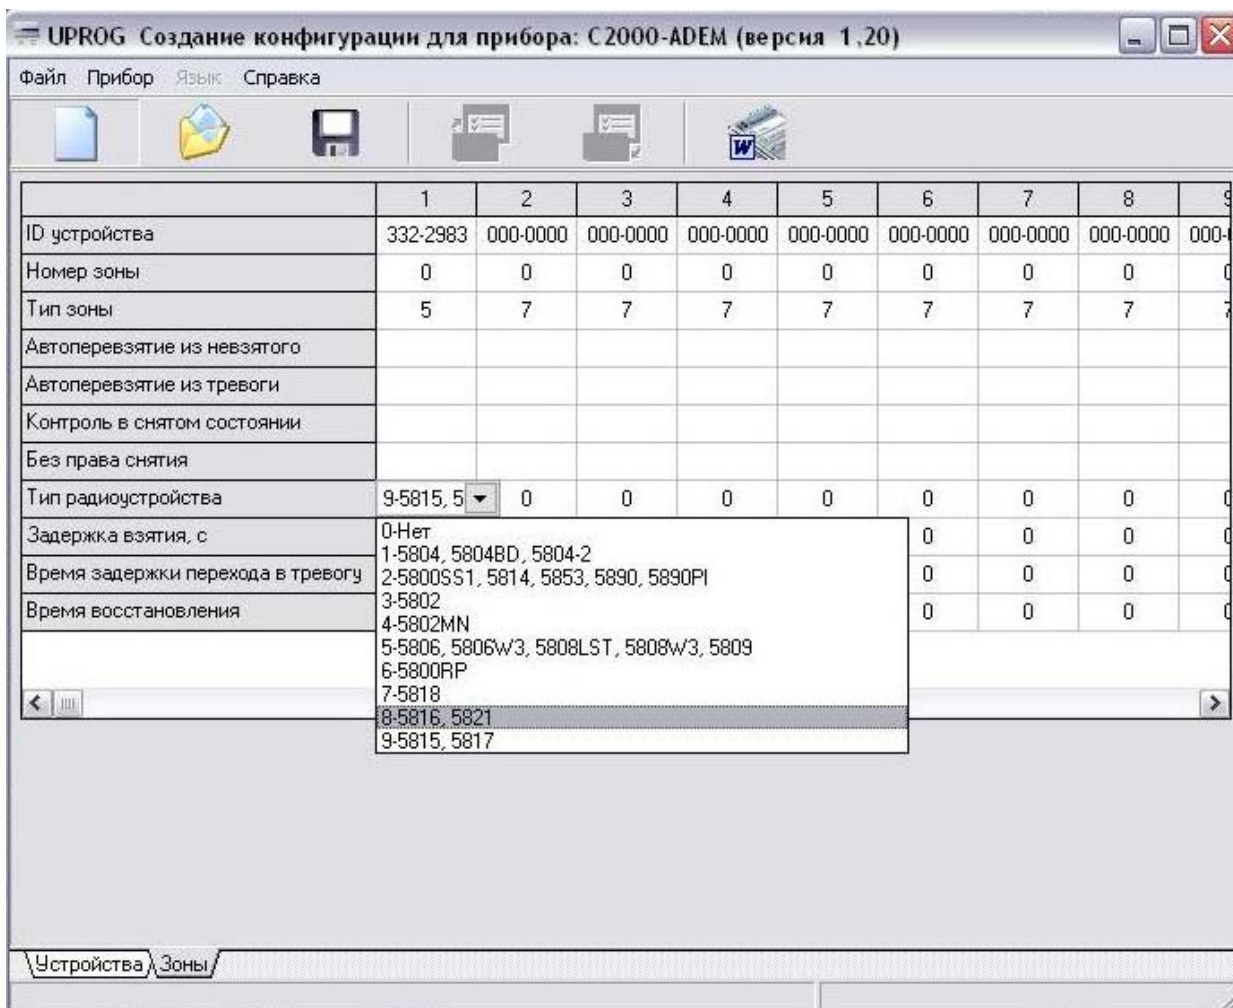 UPROG Создание конфигурации для прибора: C2000-ADEM (версия 1,20)
Файл Прибор Язык Справка
W
1 2 3 4 5 6 7 8
ID устройства 332-2983 000-0000 000-0000 000-0000 000-0000 000-0000 000-0000 000-0000
Номер зоны 0 0 0 0 0 0 0 0
Тип зоны 5 7 7 7 7 7 7 7
Автоперевзятие из невзятого
Автоперевзятие из тревоги
Контроль в снятом состоянии
Без права снятия
Тип радиоустройства 9-5815, 5 0 0 0 0 0 0 0
Задержка взятия, с 0 0 0
Время задержки перехода в тревогу 0 0 0
Время восстановления 0 0 0
0-Нет
1-5804, 5804BD, 5804-2
2-5800SS1, 5814, 5853, 5890, 5890PI
3-5802
4-5802MN
5-5806, 5806W3, 5808LST, 5808W3, 5809
6-5800RP
7-5818
8-5816, 5821
9-5815, 5817
Устройства Зоны